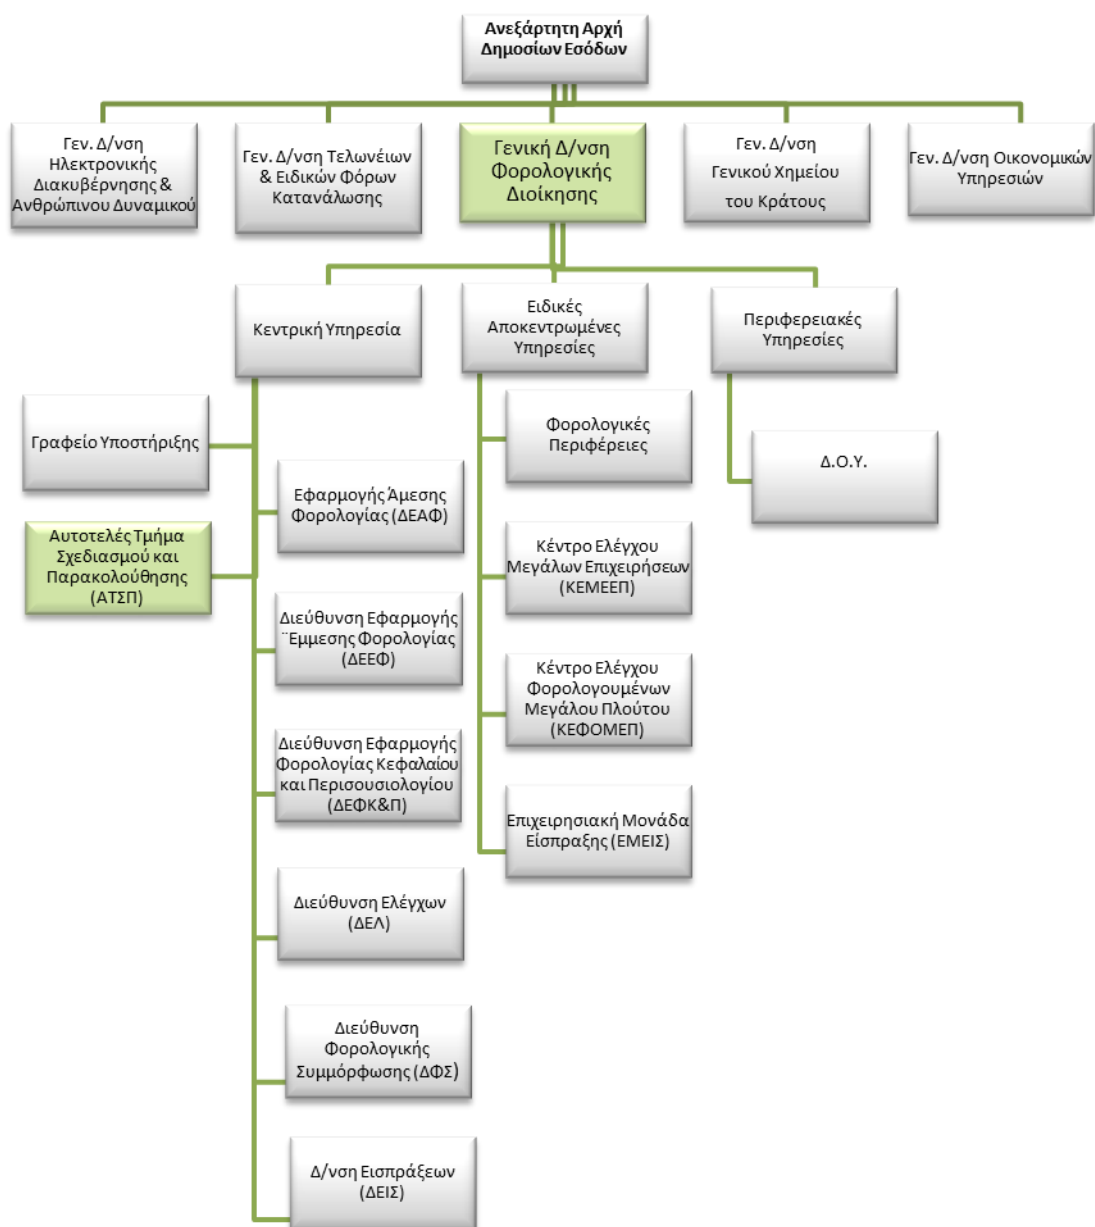 Ανεξάρτητη Αρχή
Δημοσίων Εσόδων
Γεν. Δ/νση
Ηλεκτρονικής
Διακυβέρνησης &
Ανθρώπινου Δυναμικού
Γεν. Δ/νση Τελωνείων
& Ειδικών Φόρων
Κατανάλωσης
Γενική Δ/νση
Φορολογικής
Διοίκησης
Γεν. Δ/νση
Γενικού Χημείου
του Κράτους
Γεν. Δ/νση Οικονομικών
Υπηρεσιών
Κεντρική Υπηρεσία
Ειδικές
Αποκεντρωμένες
Υπηρεσίες
Περιφερειακές
Υπηρεσίες
Γραφείο Υποστήριξης
Αυτοτελές Τμήμα
Σχεδιασμού και
Παρακολούθησης
(ΑΤΣΠ)
Εφαρμογής Άμεσης
Φορολογίας (ΔΕΑΦ)
Διεύθυνση Εφαρμογής
¨Εμμεσης Φορολογίας
(ΔΕΕΦ)
Διεύθυνση Εφαρμογής
Φορολογίας Κεφαλαίου
και Περισουσιολογίου
(ΔΕΦΚ&Π)
Διεύθυνση Ελέγχων
(ΔΕΛ)
Διεύθυνση
Φορολογικής
Συμμόρφωσης (ΔΦΣ)
Δ/νση Εισπράξεων
(ΔΕΙΣ)
Φορολογικές
Περιφέρειες
Κέντρο Ελέγχου
Μεγάλων Επιχειρήσεων
(ΚΕΜΕΕΠ)
Κέντρο Ελέγχου
Φορολογουμένων
Μεγάλου Πλούτου
(ΚΕΦΟΜΕΠ)
Επιχειρησιακή Μονάδα
Είσπραξης (ΕΜΕΙΣ)
Δ.Ο.Υ.